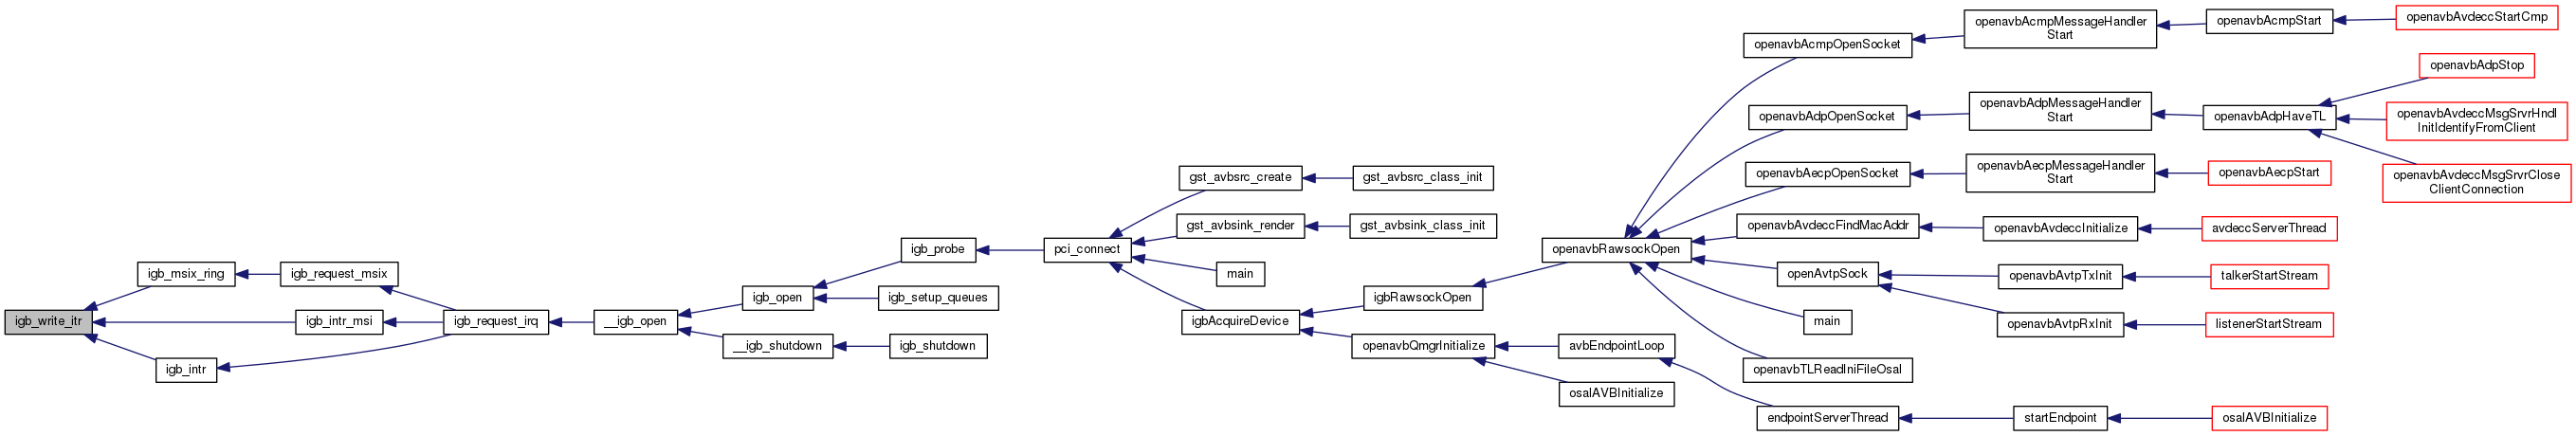 igb_write_itr
igb_msix_ring
igb_request_msix
igb_intr_msi
igb_intr
igb_request_irq
__igb_open
igb_open
__igb_shutdown
igb_probe
igb_setup_queues
igb_shutdown
pci_connect
gst_avbsrc_create
gst_avbsrc_class_init
gst_avbsink_render
gst_avbsink_class_init
main
igbAcquireDevice
igbRawsockOpen
openavbQmgrInitialize
avbEndpointLoop
osalAVBInitialize
openavbRawsockOpen
openavbAcmpOpenSocket
openavbAcmpMessageHandler
Start
openavbAcmpStart
openavbAvdeccStartCmp
openavbAdpOpenSocket
openavbAdpMessageHandler
Start
openavbAdpHaveTL
openavbAdpStop
openavbAvdeccMsgSrvrHndl
InitIdentifyFromClient
openavbAvdeccMsgSrvrClose
ClientConnection
openavbAecpOpenSocket
openavbAecpMessageHandler
Start
openavbAecpStart
openavbAvdeccFindMacAddr
openavbAvdeccInitialize
avdeccServerThread
openAvtpSock
openavbAvtpTxInit
talkerStartStream
openavbAvtpRxInit
listenerStartStream
main
openavbTLReadIniFileOsal
endpointServerThread
startEndpoint
osalAVBInitialize